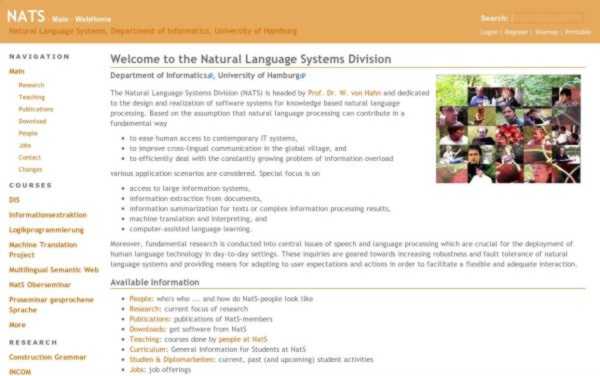 NATS Main - WebHome
Search:
Natural Language Systems, Department of Informatics, University of Hamburg
Login | Register | Sitemap | Printable
NAVIGATION
Main
Research
Teaching
Publications
Download
People
Jobs
Contact
Changes
COURSES
DIS
Informationsextraktion
Logikprogrammierung
Machine Translation
Project
Multilingual Semantic Web
NatS Oberseminar
Proseminar gesprochene
Sprache
More
RESEARCH
Construction Grammar
INCOM
Welcome to the Natural Language Systems Division
Department of Informatics, University of Hamburg
The Natural Language Systems Division (NATS) is headed by Prof. Dr. W. von Hahn and dedicated
to the design and realization of software systems for knowledge based natural language
processing. Based on the assumption that natural language processing can contribute in a
fundamental way
• to ease human access to contemporary IT systems,
• to improve cross-lingual communication in the global village, and
• to efficiently deal with the constantly growing problem of information overload
various application scenarios are considered. Special focus is on
• access to large information systems,
• information extraction from documents,
• information summarization for texts or complex information processing results,
• machine translation and interpreting, and
• computer-assisted language learning.
Moreover, fundamental research is conducted into central issues of speech and language processing which are crucial for the deployment of
human language technology in day-to-day settings. These inquiries are geared towards increasing robustness and fault tolerance of natural
language systems and providing means for adapting to user expectations and actions in order to facilitate a flexible and adequate interaction.
Available information
• People: who's who ... and how do NatS-people look like
• Research: current focus of research
• Publications: publications of NatS-members
• Downloads: get software from NatS
• Teaching: courses done by people at NatS
• Curriculum: General Information for Students at NatS
• Studien & Diplomarbeiten: current, past (and upcoming) student activities
• Jobs: job offerings